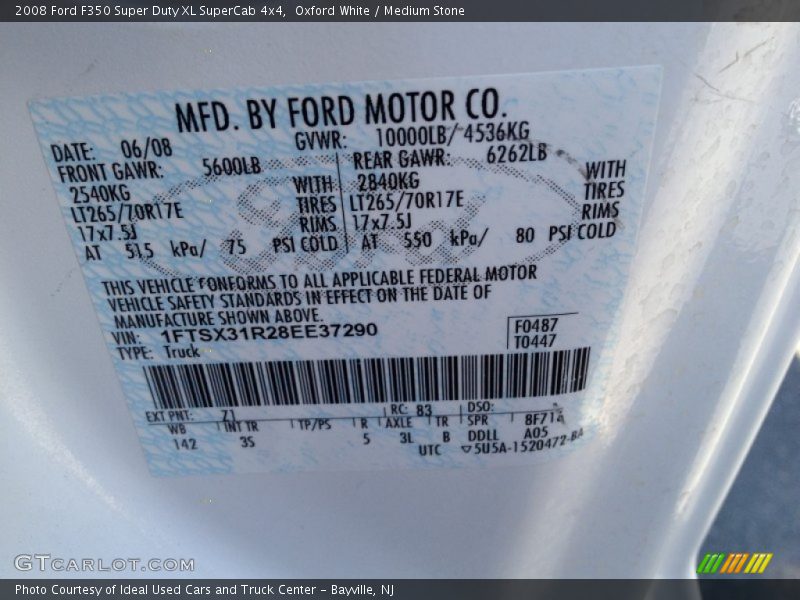 2008 Ford F350 Super Duty XL SuperCab 4x4,  Oxford White / Medium Stone
MFD. BY FORD MOTOR CO.
DATE: 06/08 GVWR: 10000LB/ 4536KG
FRONT GAWR: 5600LB REAR GAWR: 6262LB
2540KG WITH 2840KG WITH
LT265/70R17E TIRES LT265/70R17E TIRES
17x7.5J RIMS 17x7.5J RIMS
AT 515 kPa/ 75 PSI COLD AT 550 kPa/ 80 PSI COLD
THIS VEHICLE CONFORMS TO ALL APPLICABLE FEDERAL MOTOR
VEHICLE SAFETY STANDARDS IN EFFECT ON THE DATE OF
MANUFACTURE SHOWN ABOVE.
VIN: 1FTSX31R28EE37290 F0487
TYPE: Truck T0447
EXT PNT: Z1 RC: 83 DSO:
WB INT TR TP/PS R AXLE TR SPR 8F714
142 3S 5 3L B DDLL A05
UTC ▽5U5A-1520472-BA
Ford
GTCARLOT.COM
Photo Courtesy of Ideal Used Cars and Truck Center – Bayville, NJ